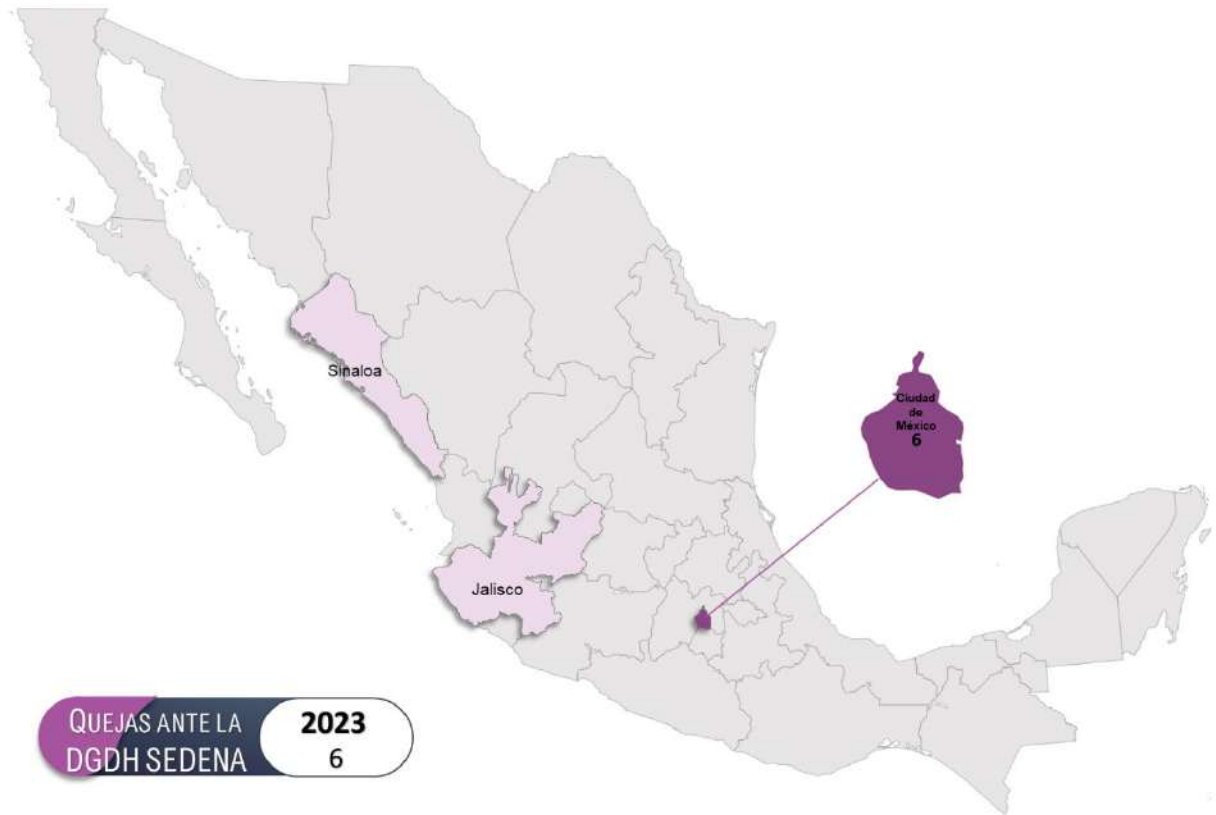 Sinaloa
Ciudad
de
México
6
Jalisco
QUEJAS ANTE LA
DGDH SEDENA
2023
6